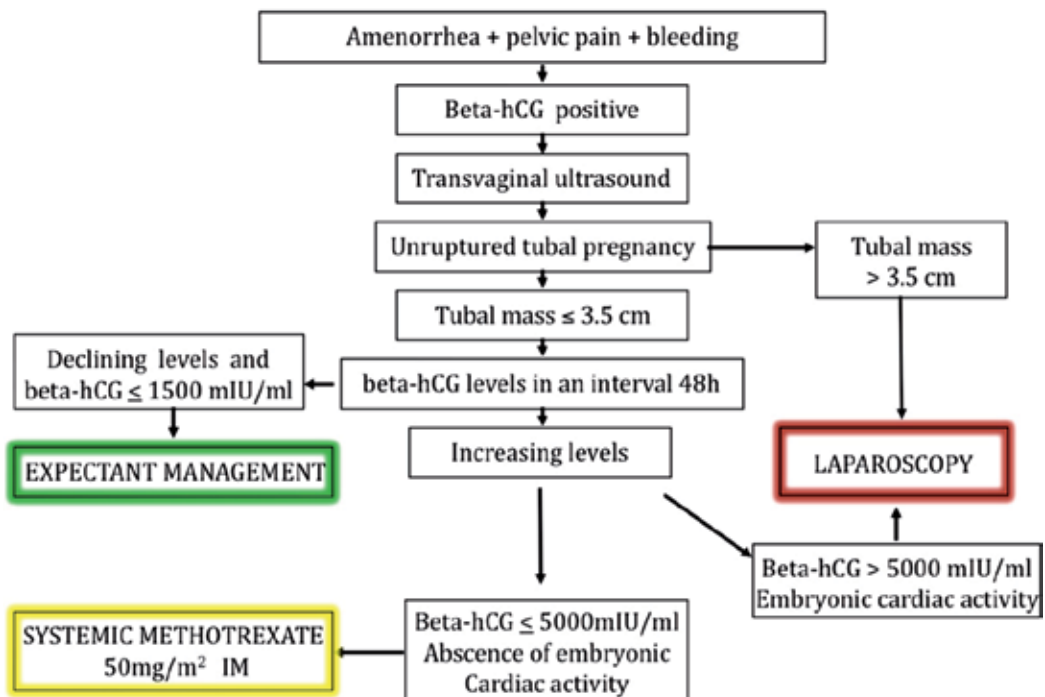 Amenorrhea + pelvic pain + bleeding
Beta-hCG positive
Transvaginal ultrasound
Unruptured tubal pregnancy
Tubal mass
> 3.5 cm
Tubal mass ≤ 3.5 cm
Declining levels and
beta-hCG ≤ 1500 mIU/ml
beta-hCG levels in an interval 48h
EXPECTANT MANAGEMENT
Increasing levels
LAPAROSCOPY
Beta-hCG > 5000 mIU/ml
Embryonic cardiac activity
Beta-hCG ≤ 5000mIU/ml
Abscence of embryonic
Cardiac activity
SYSTEMIC METHOTREXATE
50mg/m² IM